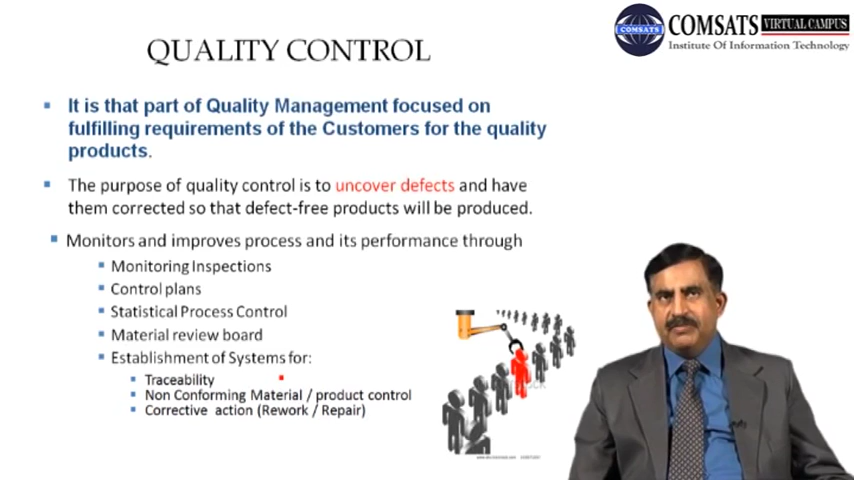 COMSATS VIRTUAL CAMPUS
COMSATS
Institute Of Information Technology
QUALITY CONTROL
It is that part of Quality Management focused on
fulfilling requirements of the Customers for the quality
products.
The purpose of quality control is to uncover defects and have
them corrected so that defect-free products will be produced.
Monitors and improves process and its performance through
Monitoring Inspections
Control plans
Statistical Process Control
Material review board
Establishment of Systems for:
Traceability
Non Conforming Material / product control
Corrective action (Rework / Repair)